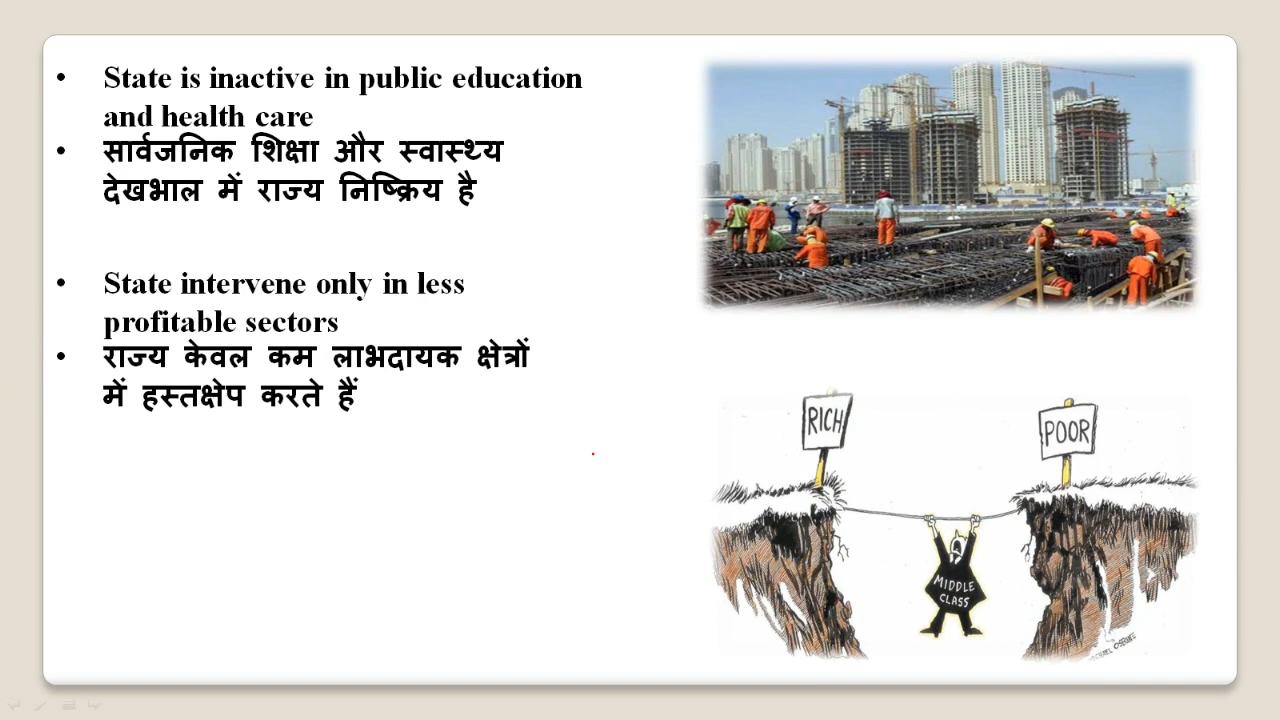 • State is inactive in public education
and health care
• सार्वजनिक शिक्षा और स्वास्थ्य
देखभाल में राज्य निष्क्रिय है
• State intervene only in less
profitable sectors
• राज्य केवल कम लाभदायक क्षेत्रों
में हस्तक्षेप करते हैं
RICH
POOR
MIDDLE
CLASS